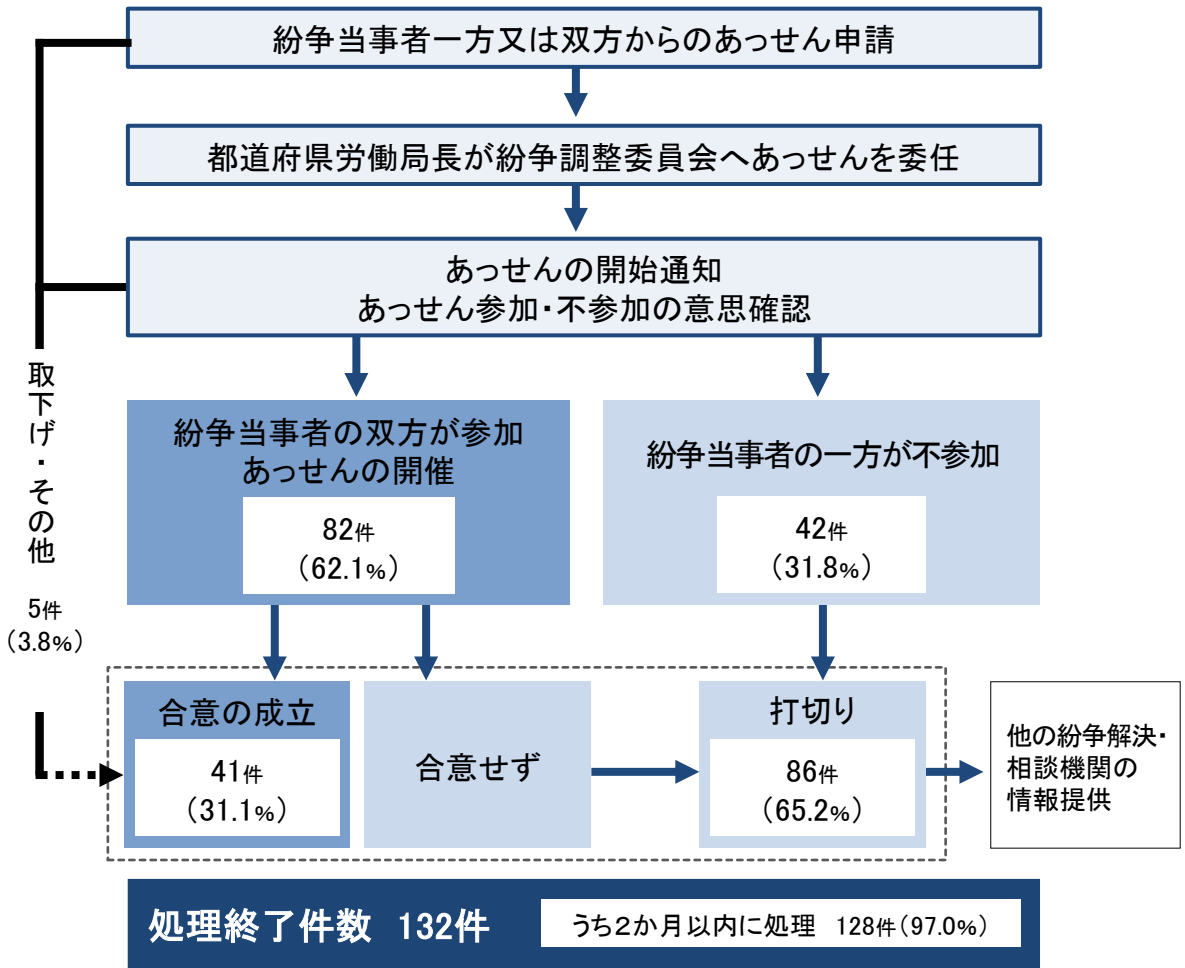 紛争当事者一方又は双方からのあっせん申請
都道府県労働局長が紛争調整委員会へあっせんを委任
あっせんの開始通知
あっせん参加・不参加の意思確認
取下げ・その他
5件
(3.8%)
紛争当事者の双方が参加
あっせんの開催
82件
(62.1%)
紛争当事者の一方が不参加
42件
(31.8%)
合意の成立
41件
(31.1%)
合意せず
打切り
86件
(65.2%)
他の紛争解決・
相談機関の
情報提供
処理終了件数 132件
うち2か月以内に処理 128件(97.0%)